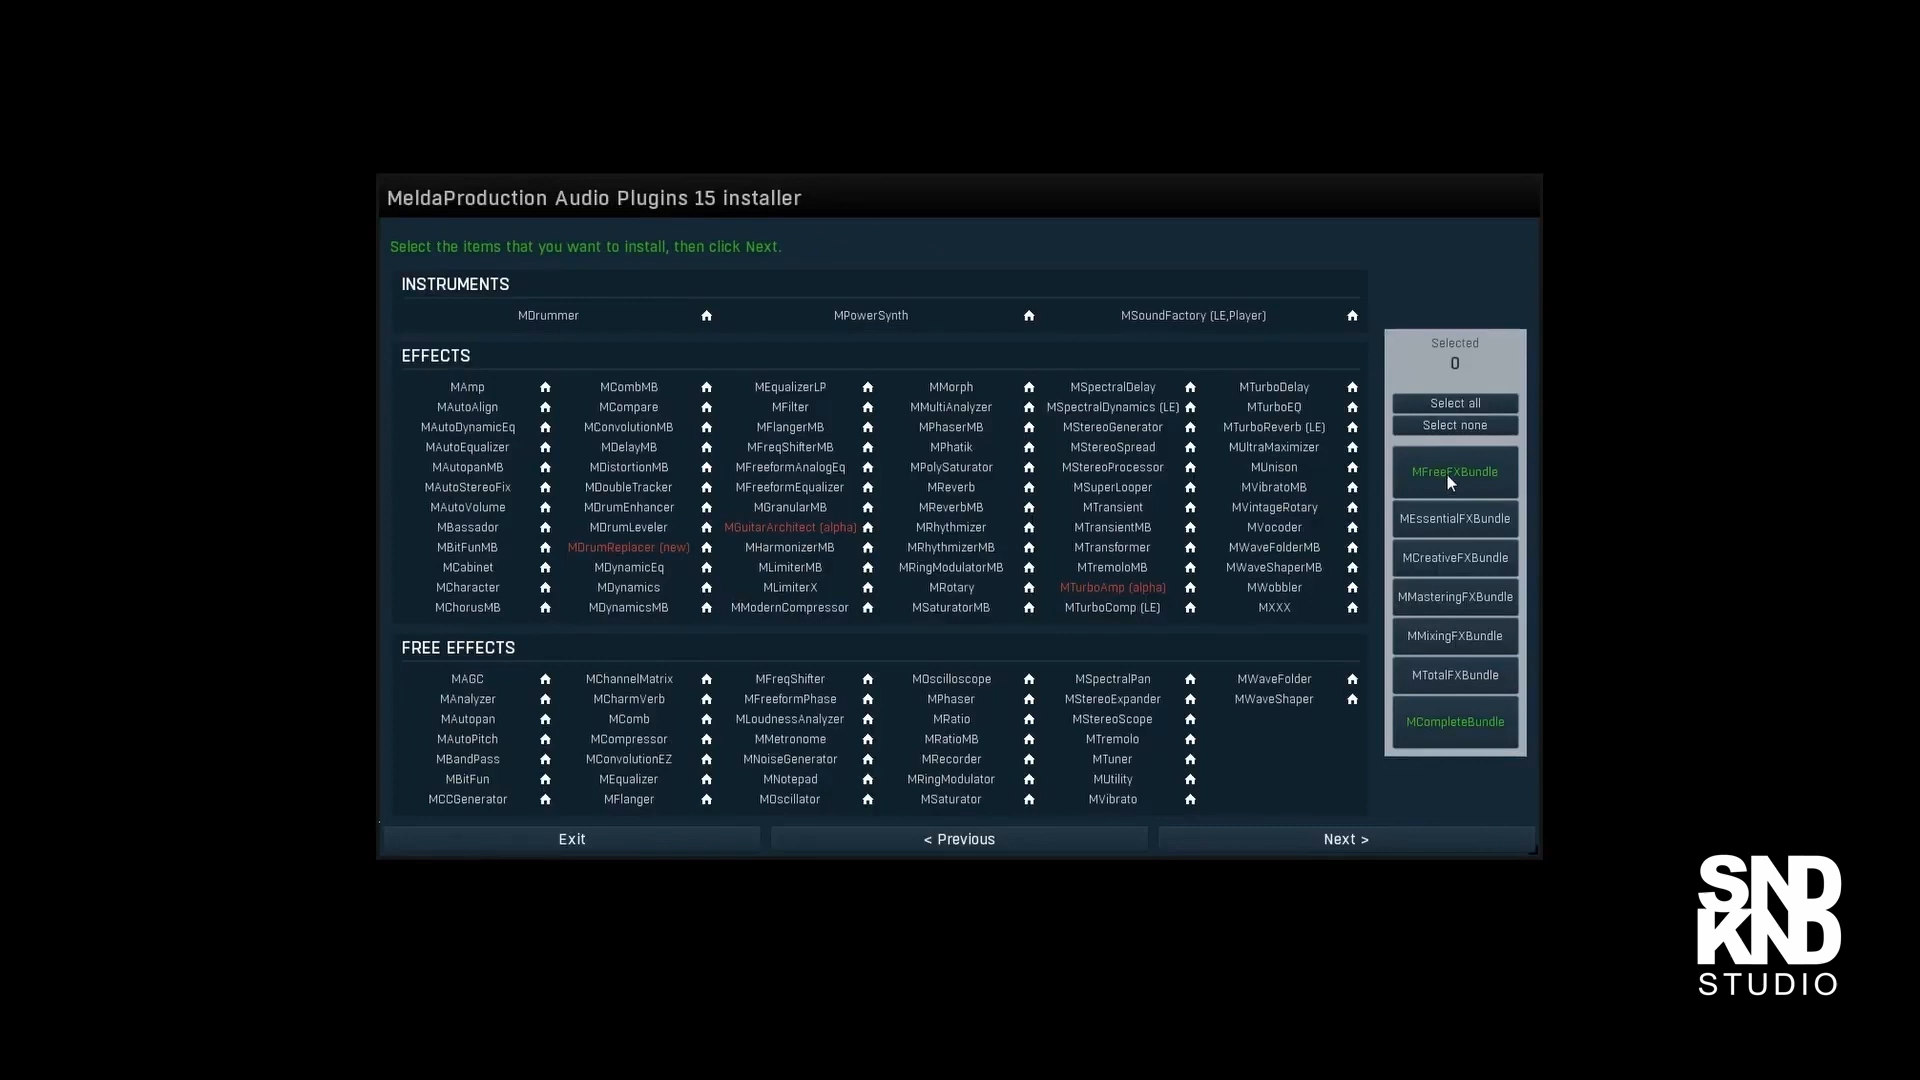 MeldaProduction Audio Plugins 15 installer
Select the items that you want to install, then click Next.
INSTRUMENTS
MDrummer MPowerSynth MSoundFactory (LE,Player)
EFFECTS
MAmp MCombMB MEqualizerLP MMorph MSpectralDelay MTurboDelay
MAutoAlign MCompare MFilter MMultiAnalyzer MSpectralDynamics (LE) MTurboEQ
MAutoDynamicEq MConvolutionMB MFlangerMB MPhaserMB MStereoGenerator MTurboReverb (LE)
MAutoEqualizer MDelayMB MFreqShifterMB MPhatik MStereoSpread MUltraMaximizer
MAutopanMB MDistortionMB MFreeformAnalogEq MPolySaturator MStereoProcessor MUnison
MAutoStereoFix MDoubleTracker MFreeformEqualizer MReverb MSuperLooper MVibratoMB
MAutoVolume MDrumEnhancer MGranularMB MReverbMB MTransient MVintageRotary
MBassador MDrumLeveler MGuitarArchitect (alpha) MRhythmizer MTransientMB MVocoder
MBitFunMB MDrumReplacer (new) MHarmonizerMB MRhythmizerMB MTransformer MWaveFolderMB
MCabinet MDynamicEq MLimiterMB MRingModulatorMB MTremoloMB MWaveShaperMB
MCharacter MDynamics MLimiterX MRotary MTurboAmp (alpha) MWobbler
MChorusMB MDynamicsMB MModernCompressor MSaturatorMB MTurboComp (LE) MXXX
FREE EFFECTS
MAGC MChannelMatrix MFreqShifter MOscilloscope MSpectralPan MWaveFolder
MAnalyzer MCharmVerb MFreeformPhase MPhaser MStereoExpander MWaveShaper
MAutopan MComb MLoudnessAnalyzer MRatio MStereoScope
MAutoPitch MCompressor MMetronome MRatioMB MTremolo
MBandPass MConvolutionEZ MNoiseGenerator MRecorder MTuner
MBitFun MEqualizer MNotepad MRingModulator MUtility
MCCGenerator MFlanger MOscillator MSaturator MVibrato
Selected
0
Select all
Select none
MFreeFXBundle
MEssentialFXBundle
MCreativeFXBundle
MMasteringFXBundle
MMixingFXBundle
MTotalFXBundle
MCompleteBundle
Exit < Previous Next >
SND
KND
STUDIO